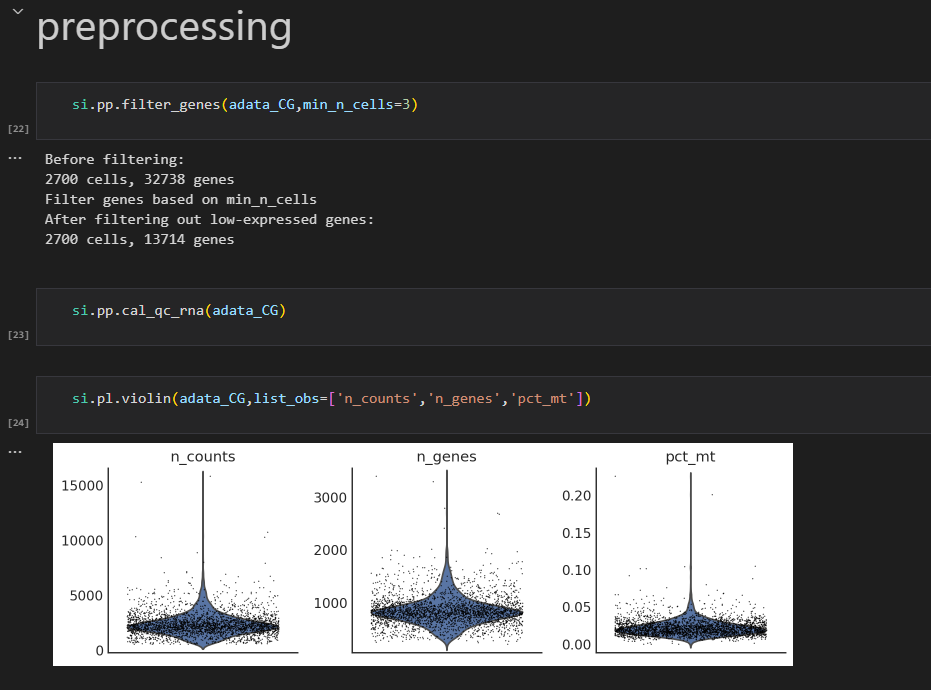 preprocessing
si.pp.filter_genes(adata_CG,min_n_cells=3)
[22]
...
Before filtering:
2700 cells, 32738 genes
Filter genes based on min_n_cells
After filtering out low-expressed genes:
2700 cells, 13714 genes
si.pp.cal_qc_rna(adata_CG)
[23]
si.pl.violin(adata_CG,list_obs=['n_counts','n_genes','pct_mt'])
[24]
...
n_counts
15000
10000
5000
0
n_genes
3000
2000
1000
pct_mt
0.20
0.15
0.10
0.05
0.00